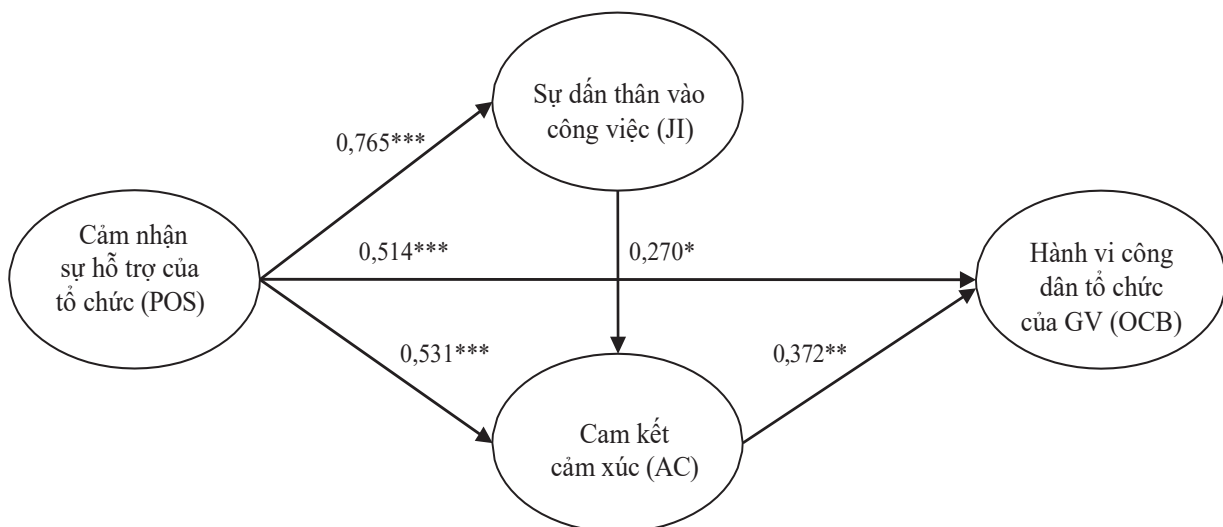 Sự dấn thân vào
công việc (JI)
0,765***
Cảm nhận
sự hỗ trợ của
tổ chức (POS)
0,514***
0,270*
Hành vi công
dân tổ chức
của GV (OCB)
0,531***
0,372**
Cam kết
cảm xúc (AC)